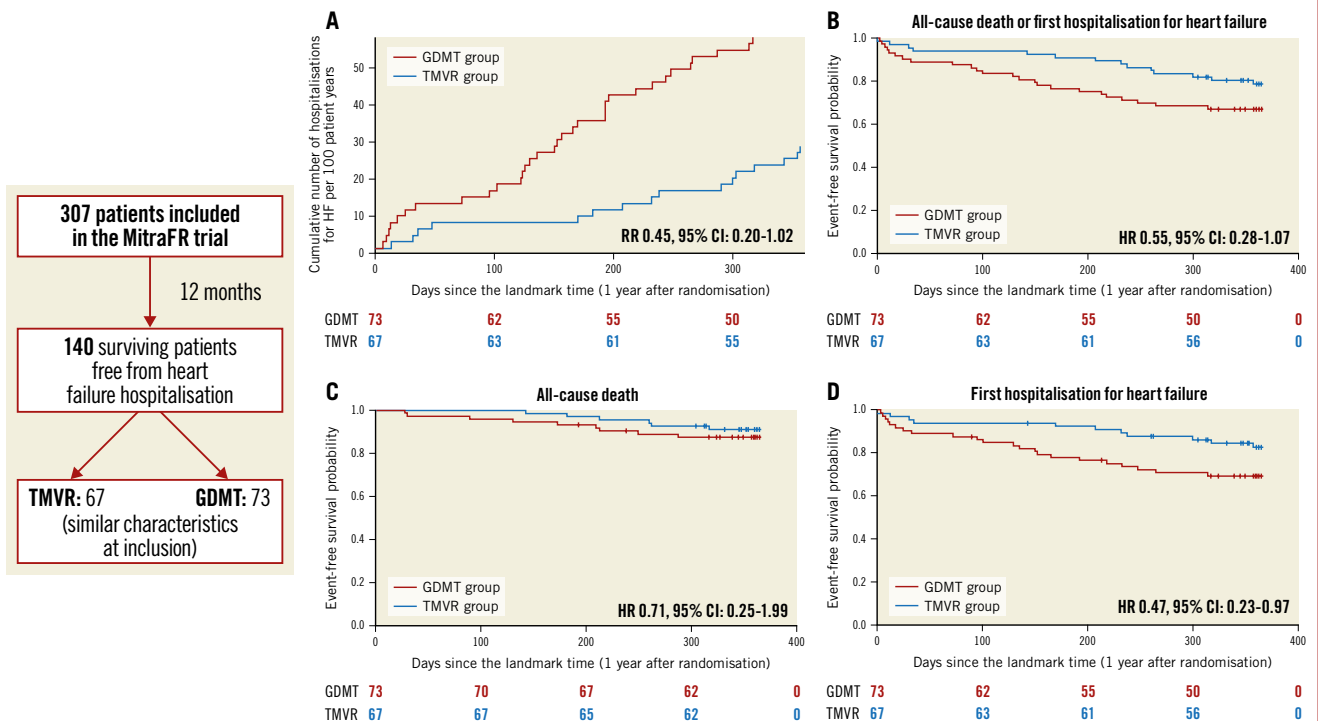 307 patients included
in the MitraFR trial
12 months
140 surviving patients
free from heart
failure hospitalisation
TMVR: 67 GDMT: 73
(similar characteristics
at inclusion)
A
Cumulative number of hospitalisations
for HF per 100 patient years
50
40
30
20
10
0
GDMT group
TMVR group
RR 0.45, 95% CI: 0.20-1.02
0 100 200 300
Days since the landmark time (1 year after randomisation)
GDMT 73 62 55 50
TMVR 67 63 61 55
B
All-cause death or first hospitalisation for heart failure
Event-free survival probability
1.0
0.8
0.6
0.4
0.2
0.0
GDMT group
TMVR group
HR 0.55, 95% CI: 0.28-1.07
0 100 200 300 400
Days since the landmark time (1 year after randomisation)
GDMT 73 62 55 50 0
TMVR 67 63 61 56 0
C
All-cause death
Event-free survival probability
1.0
0.8
0.6
0.4
0.2
0.0
GDMT group
TMVR group
HR 0.71, 95% CI: 0.25-1.99
0 100 200 300 400
Days since the landmark time (1 year after randomisation)
GDMT 73 70 67 62 0
TMVR 67 67 65 62 0
D
First hospitalisation for heart failure
Event-free survival probability
1.0
0.8
0.6
0.4
0.2
0.0
GDMT group
TMVR group
HR 0.47, 95% CI: 0.23-0.97
0 100 200 300 400
Days since the landmark time (1 year after randomisation)
GDMT 73 62 55 50 0
TMVR 67 63 61 56 0